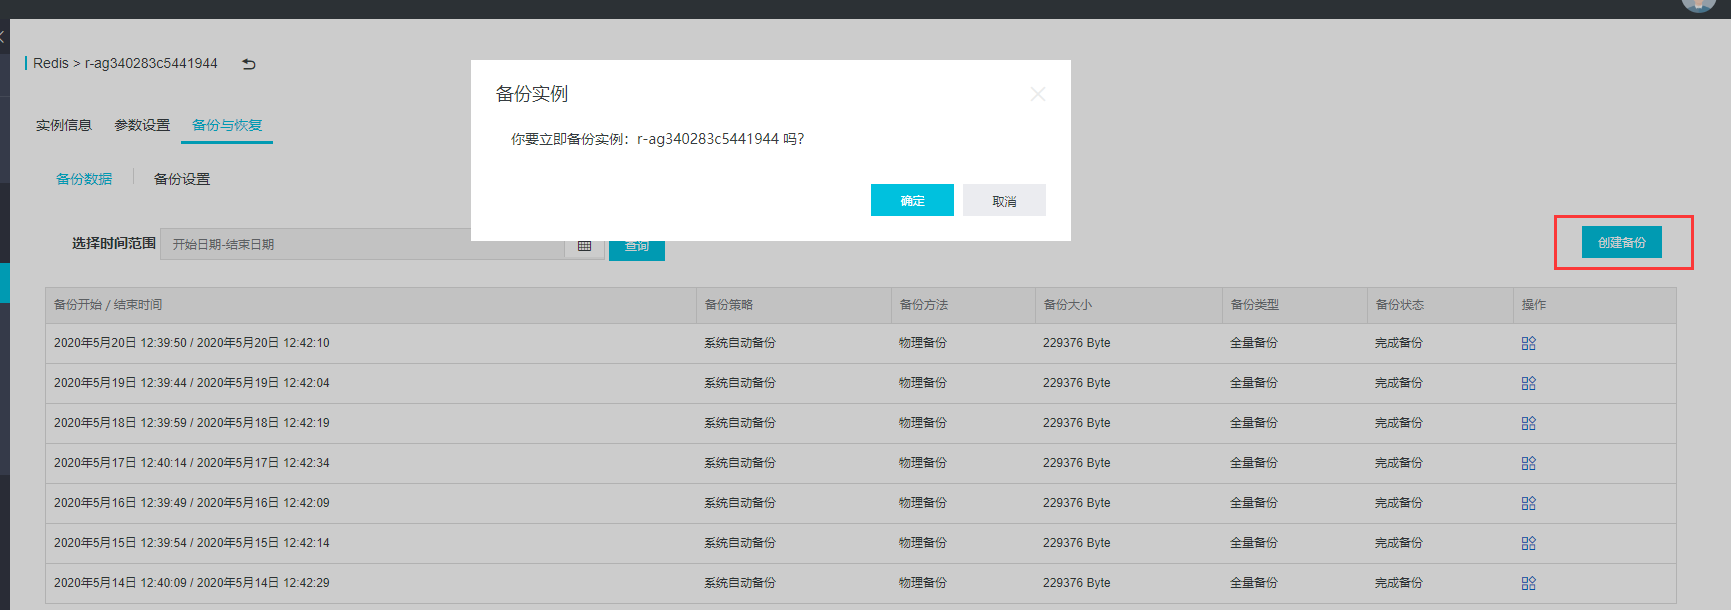 Redis > r-ag340283c5441944
备份实例
你要立即备份实例：r-ag340283c5441944 吗？
确定 取消
实例信息 参数设置 备份与恢复
备份数据 备份设置
选择时间范围 开始日期-结束日期 查询 创建备份
备份开始 / 结束时间 备份策略 备份方法 备份大小 备份类型 备份状态 操作
2020年5月20日 12:39:50 / 2020年5月20日 12:42:10 系统自动备份 物理备份 229376 Byte 全量备份 完成备份
2020年5月19日 12:39:44 / 2020年5月19日 12:42:04 系统自动备份 物理备份 229376 Byte 全量备份 完成备份
2020年5月18日 12:39:59 / 2020年5月18日 12:42:19 系统自动备份 物理备份 229376 Byte 全量备份 完成备份
2020年5月17日 12:40:14 / 2020年5月17日 12:42:34 系统自动备份 物理备份 229376 Byte 全量备份 完成备份
2020年5月16日 12:39:49 / 2020年5月16日 12:42:09 系统自动备份 物理备份 229376 Byte 全量备份 完成备份
2020年5月15日 12:39:54 / 2020年5月15日 12:42:14 系统自动备份 物理备份 229376 Byte 全量备份 完成备份
2020年5月14日 12:40:09 / 2020年5月14日 12:42:29 系统自动备份 物理备份 229376 Byte 全量备份 完成备份